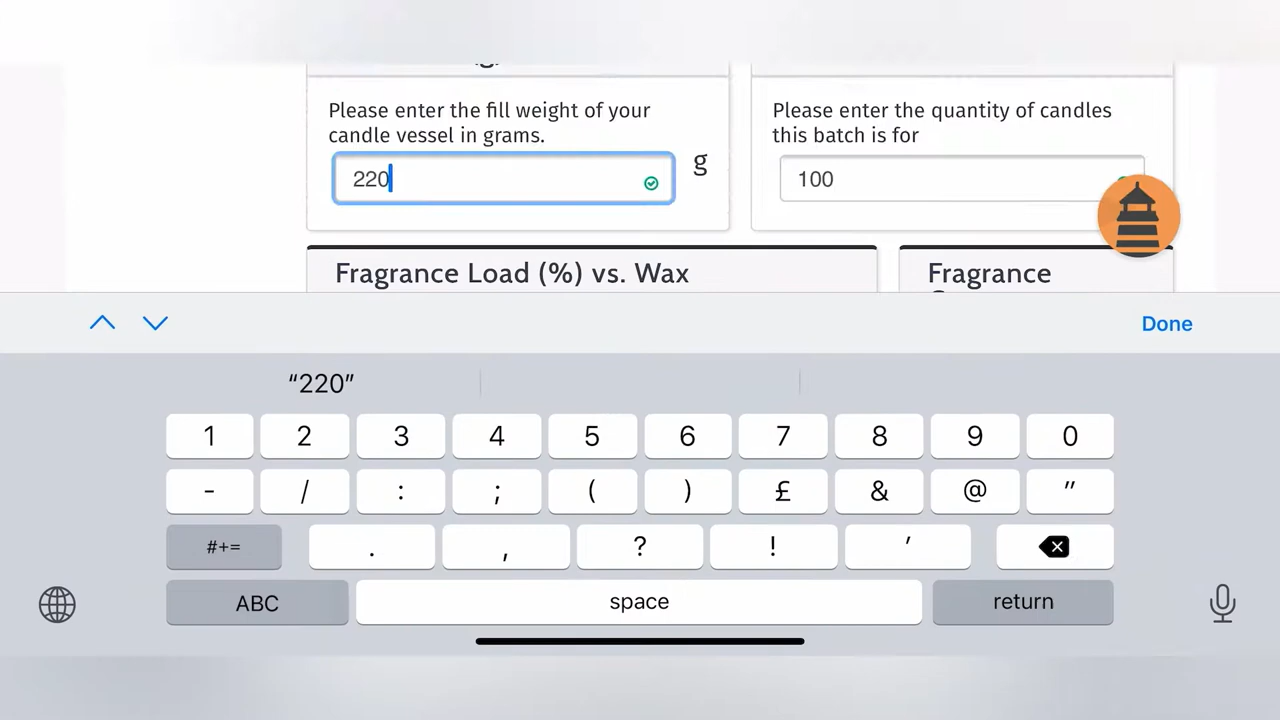 Please enter the fill weight of your
candle vessel in grams.
220
g
Please enter the quantity of candles
this batch is for
100
Fragrance Load (%) vs. Wax
Fragrance
Done
“220”
1 2 3 4 5 6 7 8 9 0
- / : ; ( ) £ & @ "
#+= . , ? ! ’
ABC space return